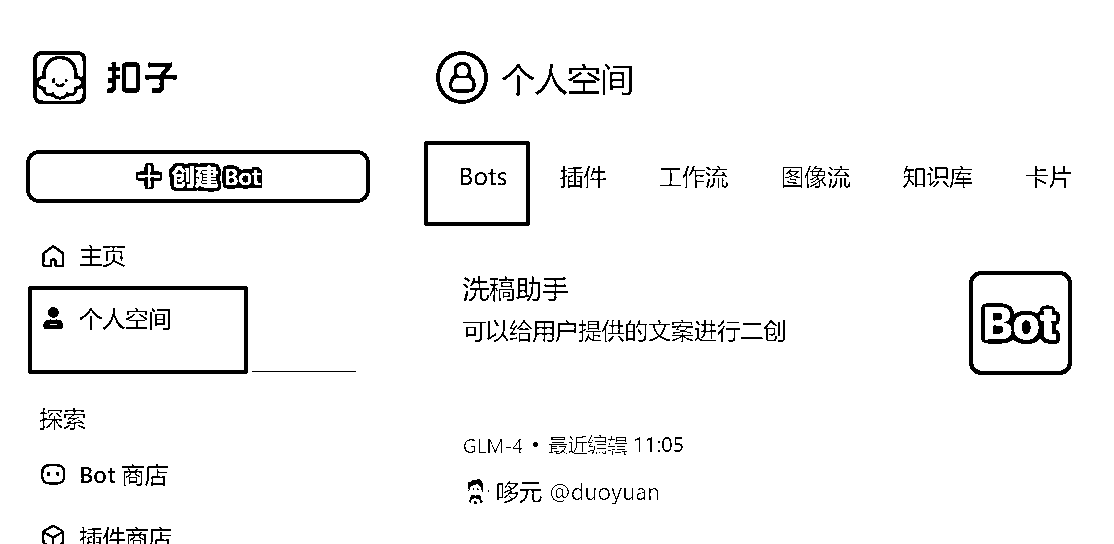 扣子
创建 Bot
主页
个人空间
探索
Bot 商店
插件商店
个人空间
Bots 插件 工作流 图像流 知识库 卡片
洗稿助手
可以给用户提供的文案进行二创
Bot
GLM-4 • 最近编辑 11:05
哆元 @duoyuan